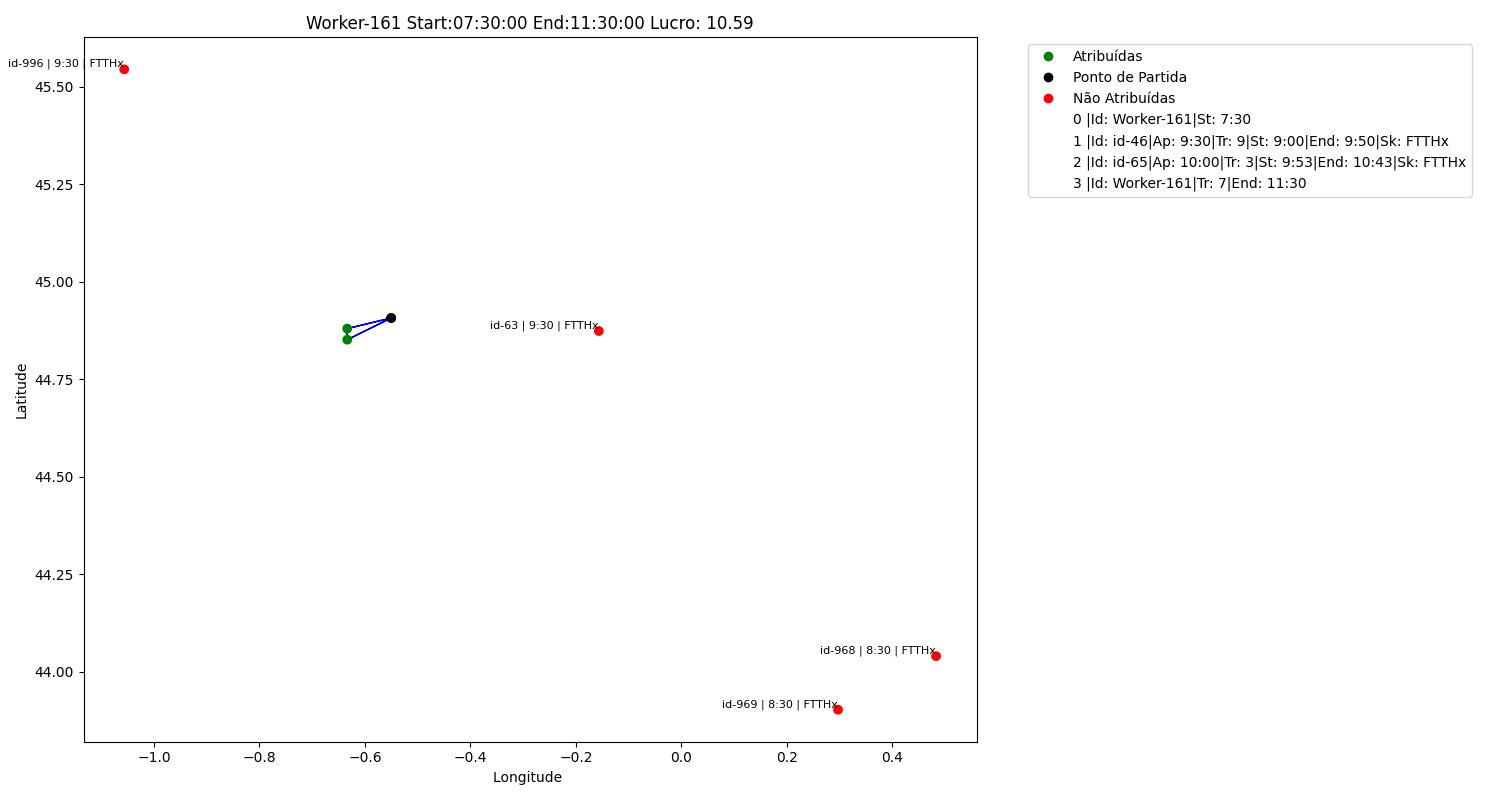 Worker-161 Start:07:30:00 End:11:30:00 Lucro: 10.59
Atribuídas
Ponto de Partida
Não Atribuídas
0 |Id: Worker-161|St: 7:30
1 |Id: id-46|Ap: 9:30|Tr: 9|St: 9:00|End: 9:50|Sk: FTTHx
2 |Id: id-65|Ap: 10:00|Tr: 3|St: 9:53|End: 10:43|Sk: FTTHx
3 |Id: Worker-161|Tr: 7|End: 11:30
id-996 | 9:30 | FTTHx
id-63 | 9:30 | FTTHx
id-968 | 8:30 | FTTHx
id-969 | 8:30 | FTTHx
Latitude
45.50
45.25
45.00
44.75
44.50
44.25
44.00
−1.0
−0.8
−0.6
−0.4
−0.2
0.0
0.2
0.4
Longitude